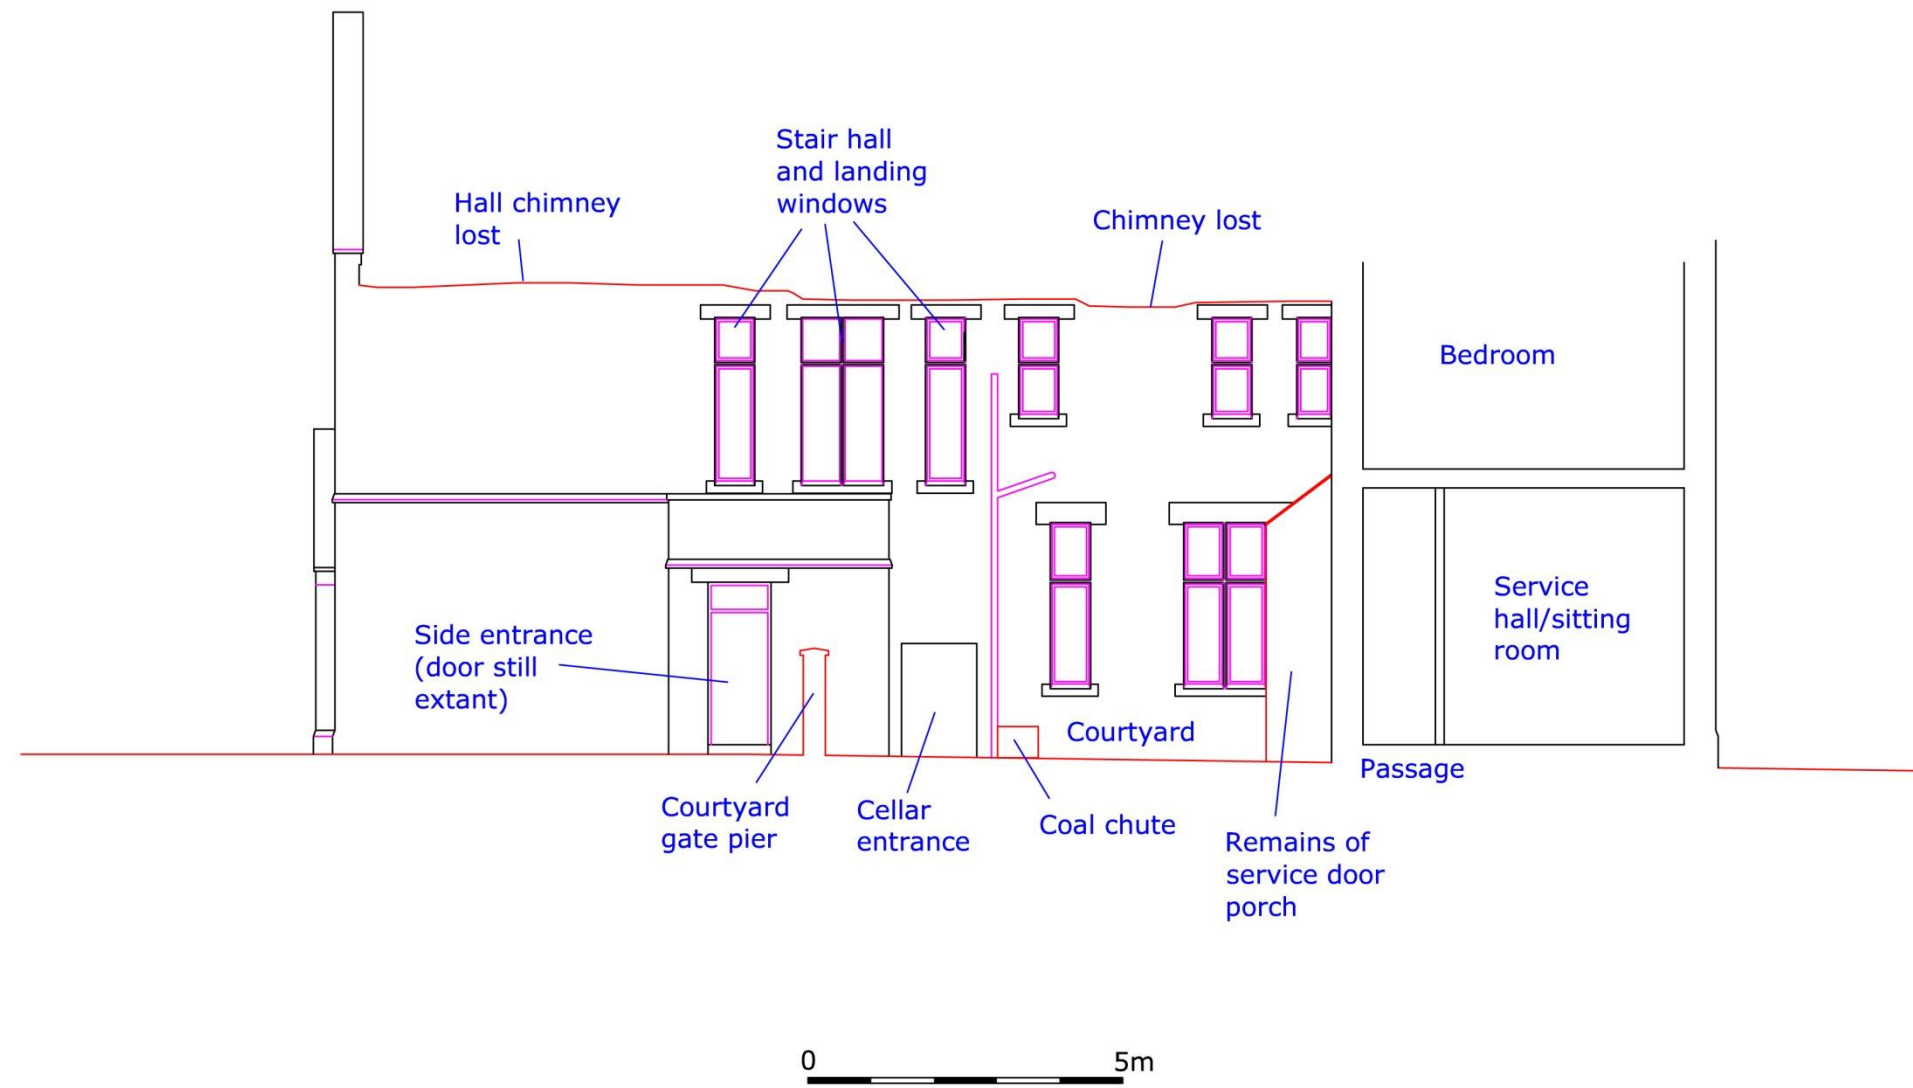 Stair hall
and landing
windows
Hall chimney
lost
Chimney lost
Bedroom
Service
hall/sitting
room
Side entrance
(door still
extant)
Courtyard
Passage
Courtyard
gate pier
Cellar
entrance
Coal chute
Remains of
service door
porch
0 5m